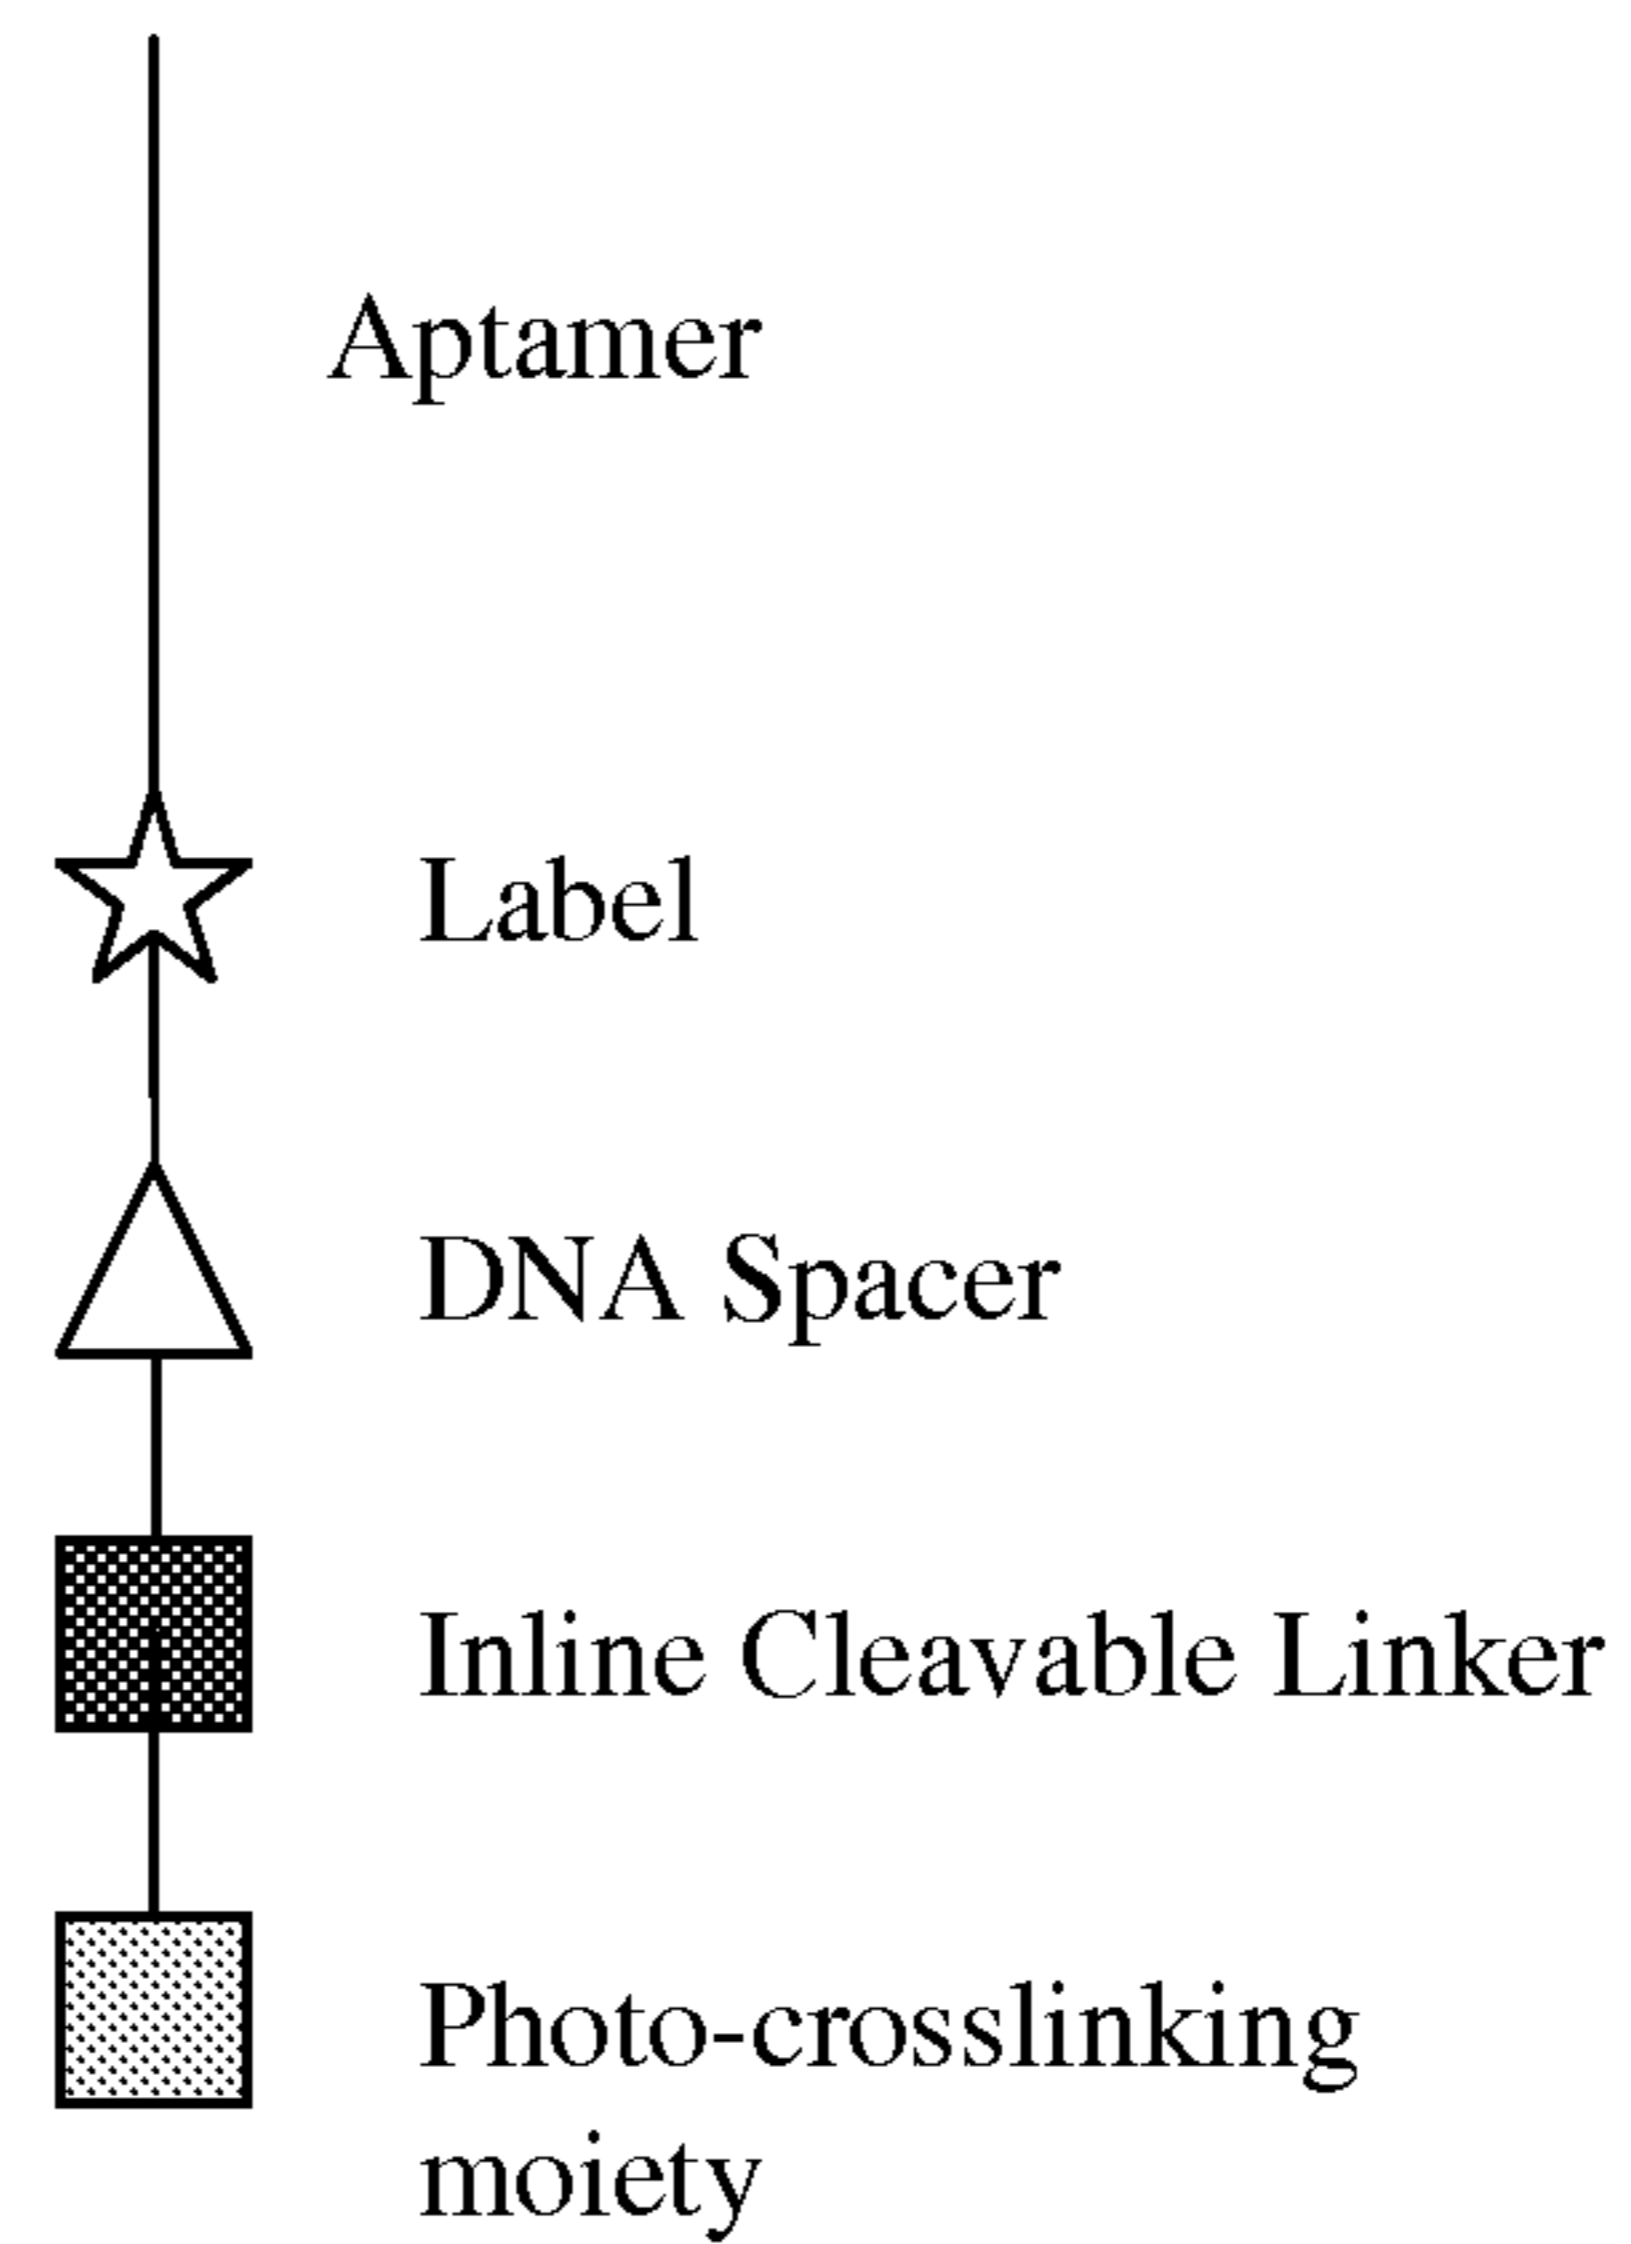 Aptamer
Label
DNA Spacer
Inline Cleavable Linker
Photo-crosslinking
moiety